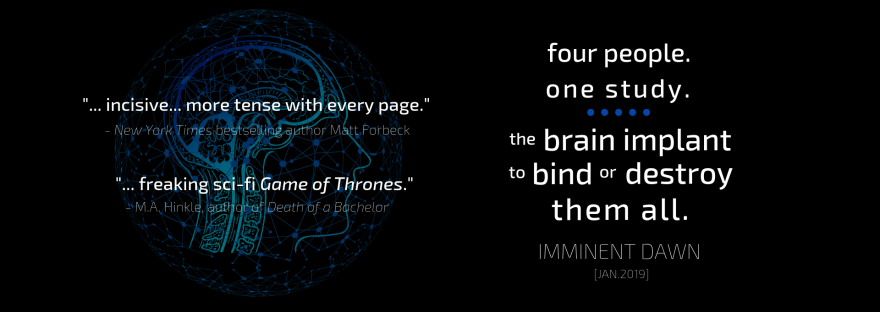 "... incisive... more tense with every page."
- New York Times bestselling author Matt Forbeck
"... freaking sci-fi Game of Thrones."
- M.A. Hinkle, author of Death of a Bachelor
four people.
one study.
the brain implant
to bind or destroy
them all.
IMMINENT DAWN
[JAN.2019]